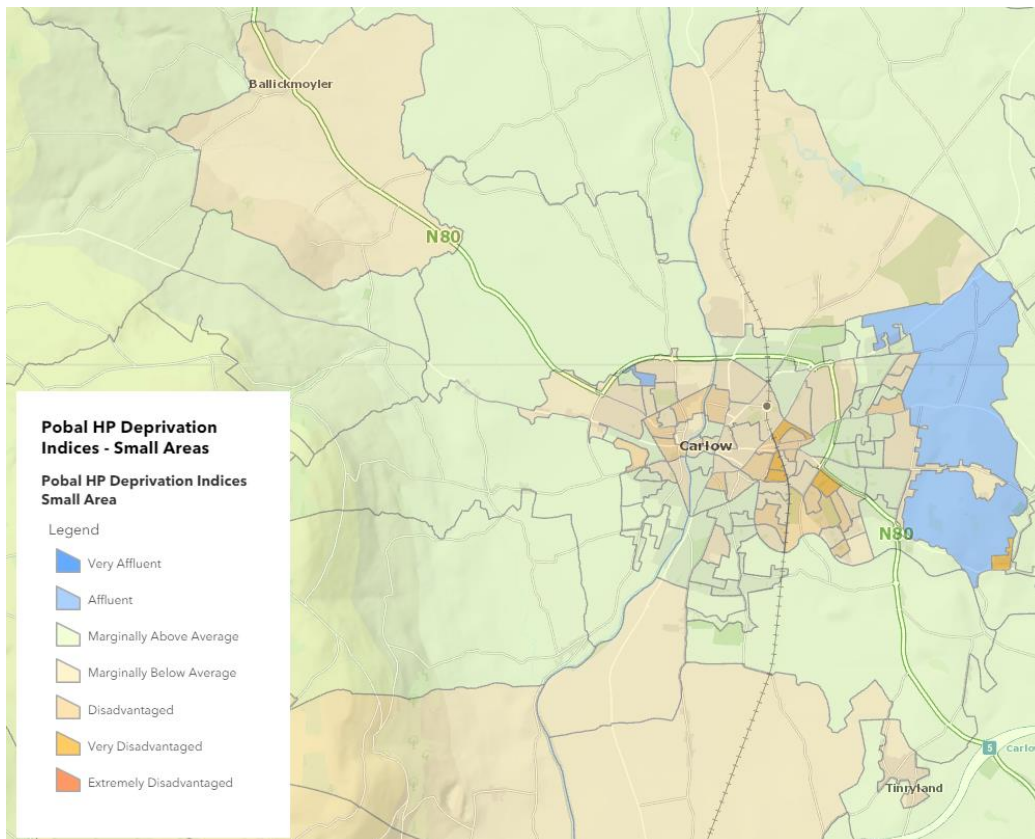 Ballickmoyler
N80
Carlow
N80
Pobal HP Deprivation
Indices - Small Areas
Pobal HP Deprivation Indices
Small Area
Legend
Very Affluent
Affluent
Marginally Above Average
Marginally Below Average
Disadvantaged
Very Disadvantaged
Extremely Disadvantaged
5
Carlow
Tinryland